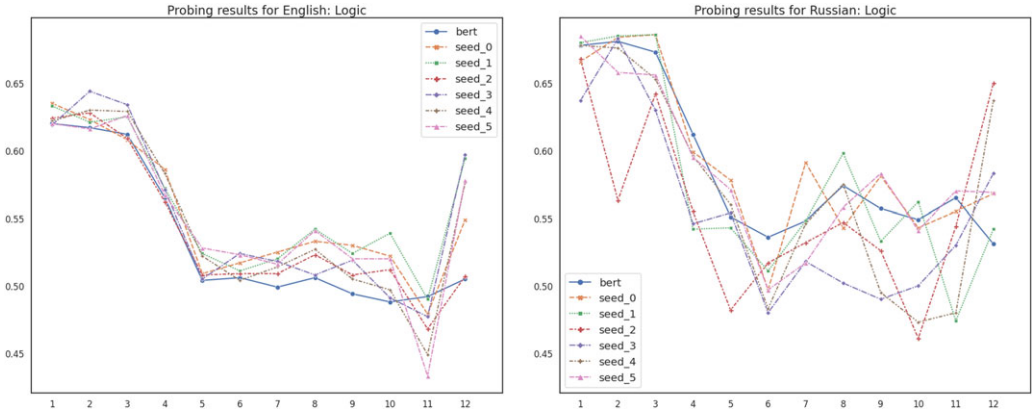 Probing results for English: Logic
bert
seed_0
seed_1
seed_2
seed_3
seed_4
seed_5
0.65
0.60
0.55
0.50
0.45
1 2 3 4 5 6 7 8 9 10 11 12
Probing results for Russian: Logic
0.65
0.60
0.55
0.50
0.45
bert
seed_0
seed_1
seed_2
seed_3
seed_4
seed_5
1 2 3 4 5 6 7 8 9 10 11 12